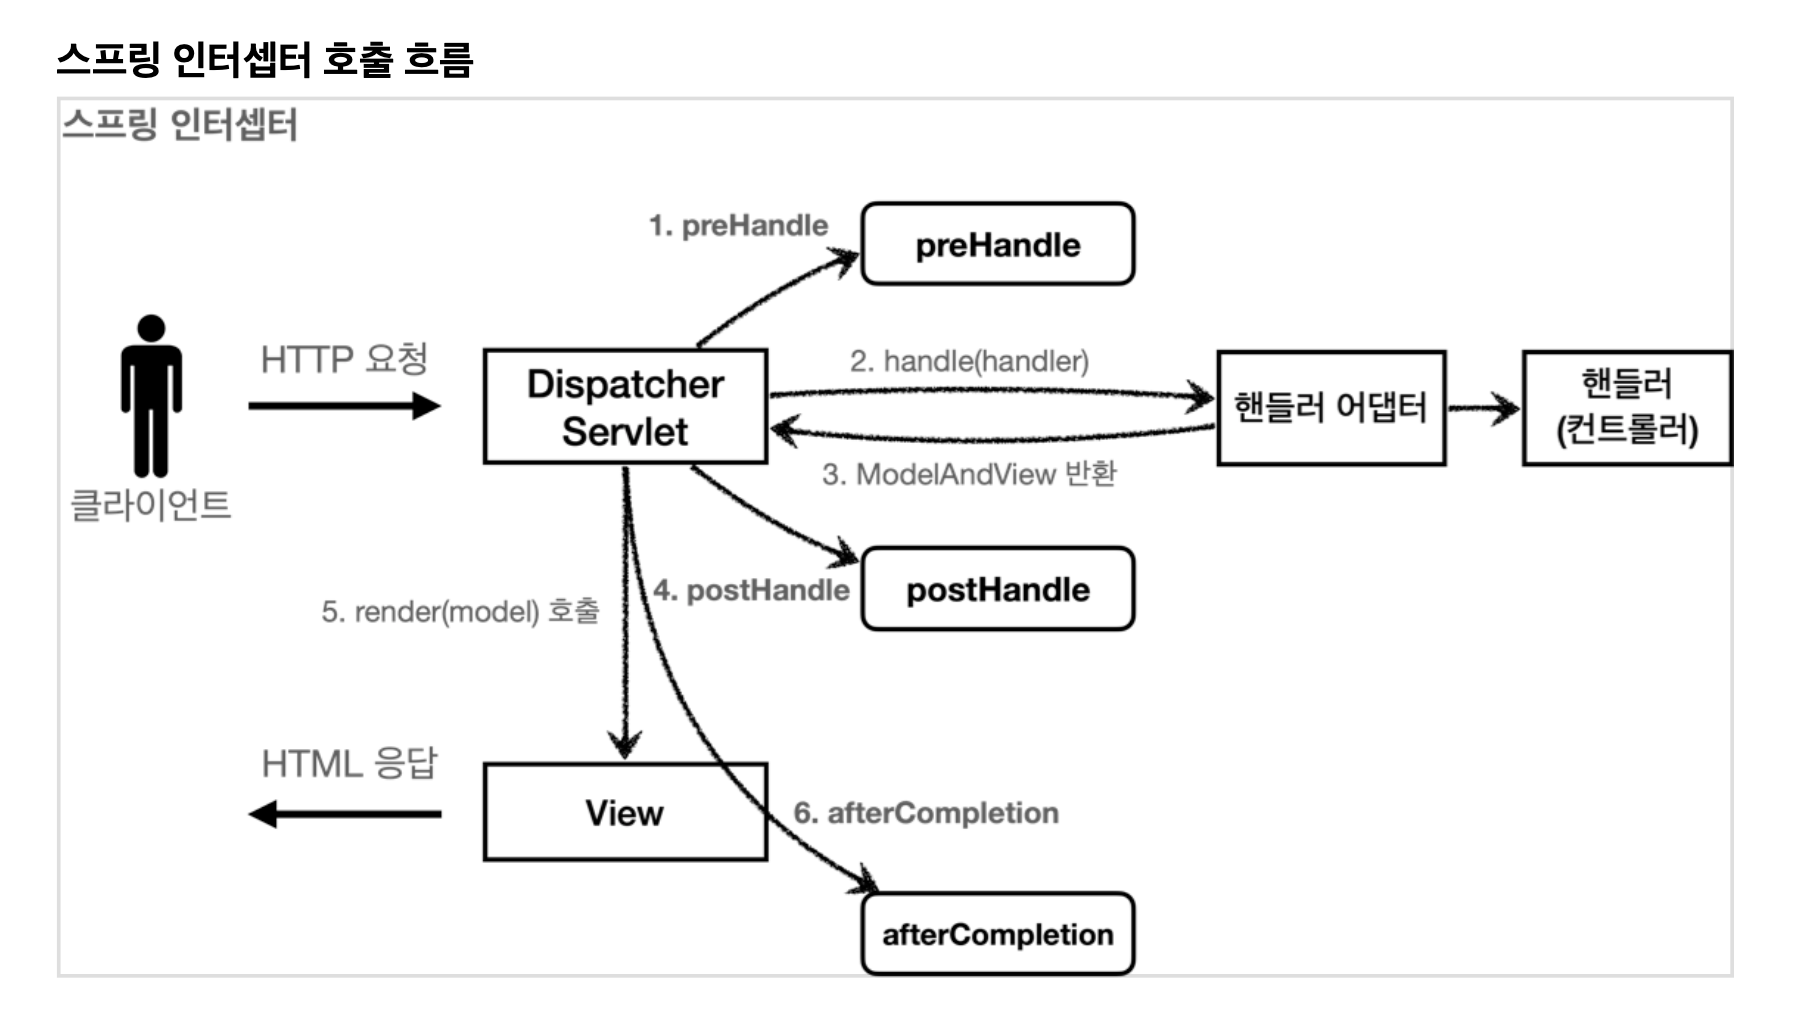 스프링 인터셉터 호출 흐름
스프링 인터셉터
1. preHandle
preHandle
HTTP 요청
클라이언트
Dispatcher
Servlet
2. handle(handler)
핸들러 어댑터
핸들러
(컨트롤러)
3. ModelAndView 반환
4. postHandle
postHandle
5. render(model) 호출
HTML 응답
View
6. afterCompletion
afterCompletion